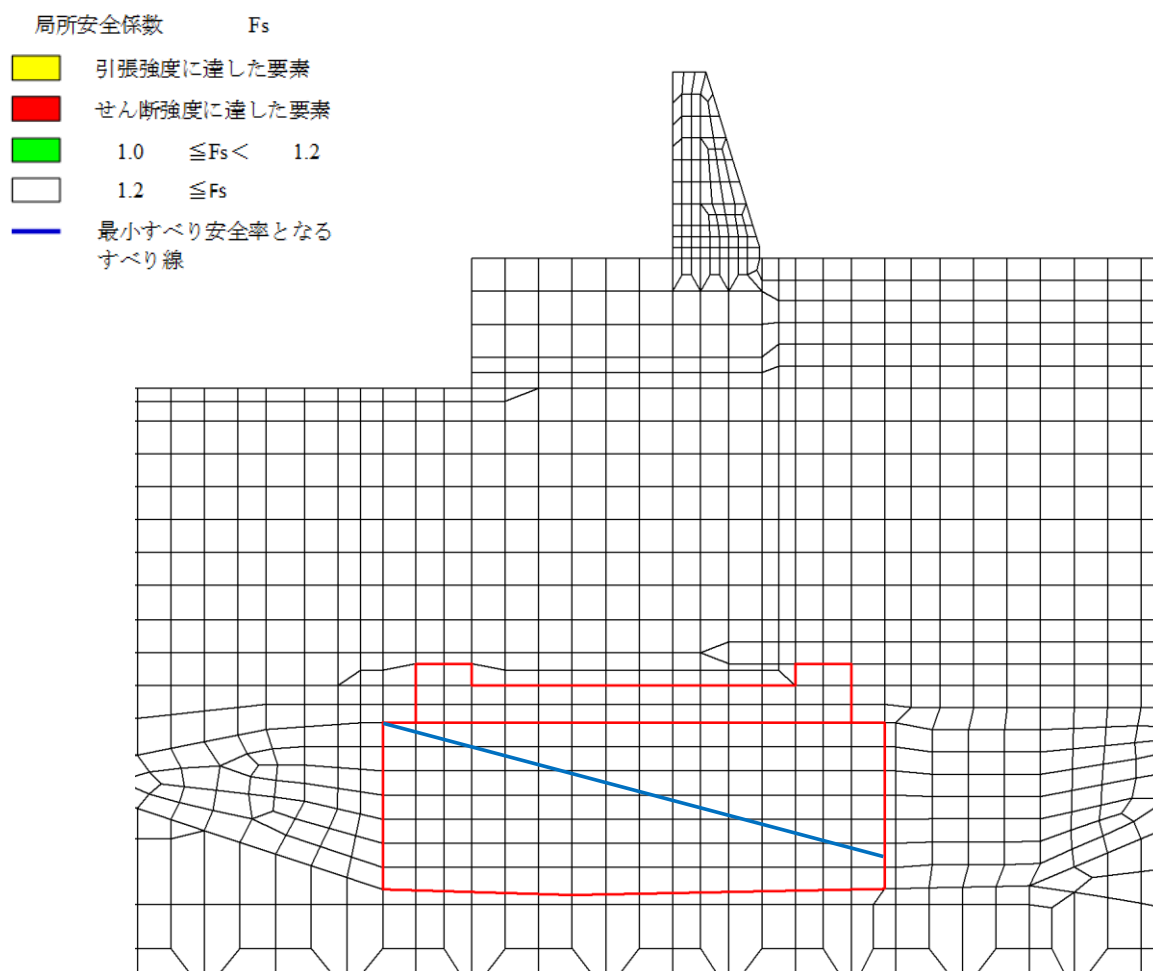 局所安全係数 Fs
引張強度に達した要素
せん断強度に達した要素
1.0 ≦Fs＜ 1.2
1.2 ≦Fs
最小すべり安全率となる
すべり線